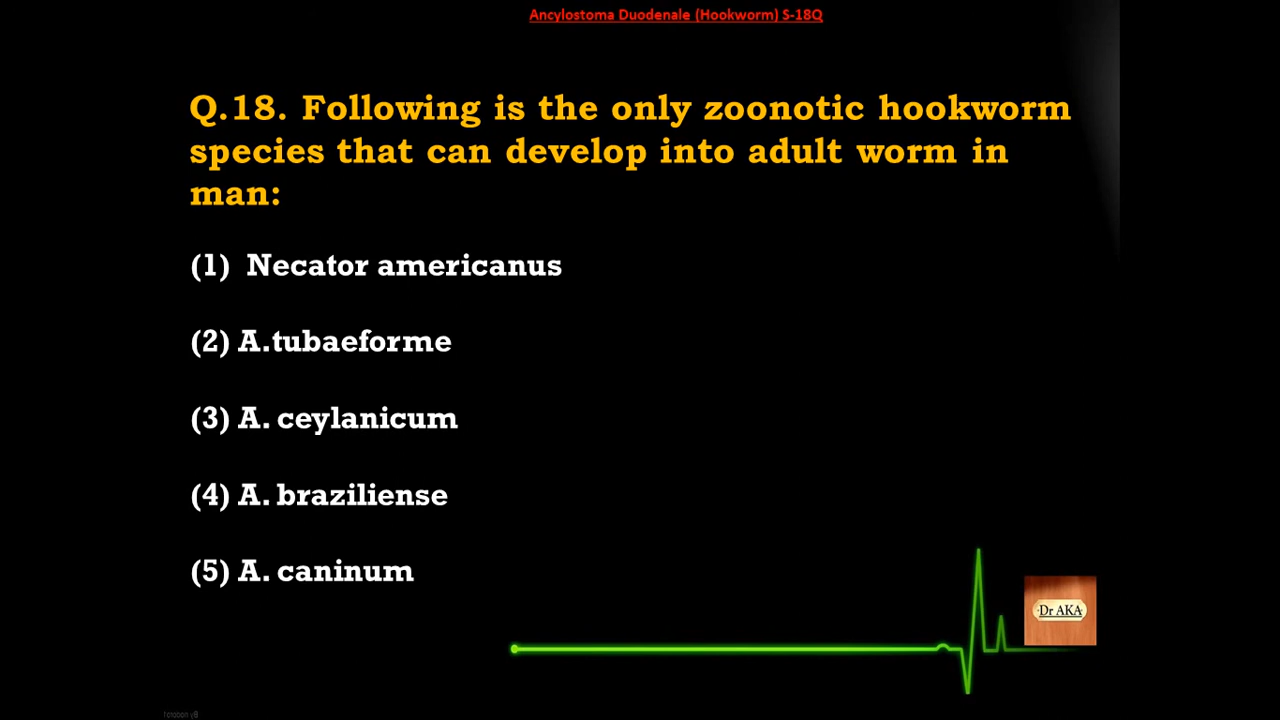 Ancylostoma Duodenale (Hookworm) S-18Q
Q.18. Following is the only zoonotic hookworm
species that can develop into adult worm in
man:
(1) Necator americanus
(2) A.tubaeforme
(3) A. ceylanicum
(4) A. braziliense
(5) A. caninum
Dr AKA